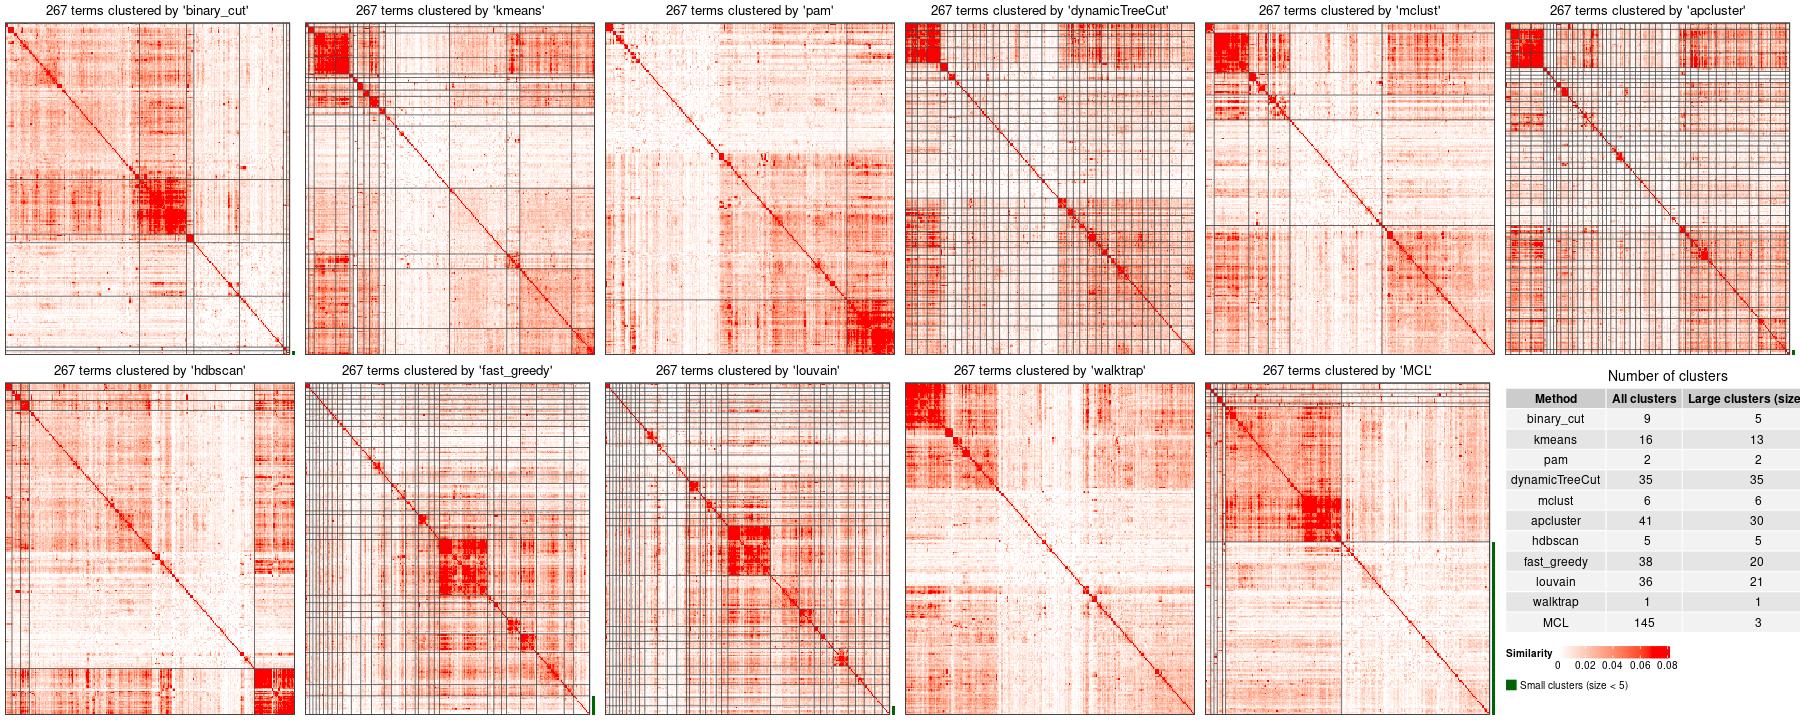 267 terms clustered by 'binary_cut'
267 terms clustered by 'kmeans'
267 terms clustered by 'pam'
267 terms clustered by 'dynamicTreeCut'
267 terms clustered by 'mclust'
267 terms clustered by 'apcluster'
267 terms clustered by 'hdbscan'
267 terms clustered by 'fast_greedy'
267 terms clustered by 'louvain'
267 terms clustered by 'walktrap'
267 terms clustered by 'MCL'
Number of clusters
Method All clusters Large clusters (size
binary_cut 9 5
kmeans 16 13
pam 2 2
dynamicTreeCut 35 35
mclust 6 6
apcluster 41 30
hdbscan 5 5
fast_greedy 38 20
louvain 36 21
walktrap 1 1
MCL 145 3
Similarity
0 0.02 0.04 0.06 0.08
Small clusters (size < 5)